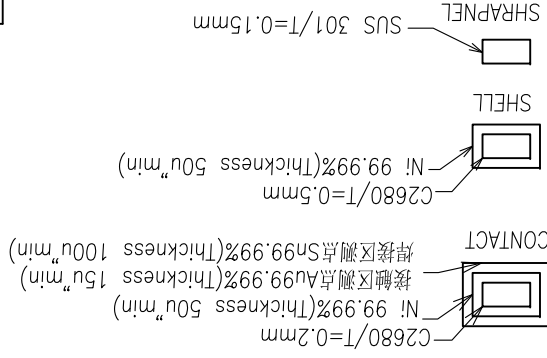 CONTACT
C2680/T=0.2mm
Ni 99.99%(Thickness 50u"min)
接触区测点Au99.99%(Thickness 15u"min)
焊接区测点Sn99.99%(Thickness 100u"min)
SHELL
C2680/T=0.5mm
Ni 99.99%(Thickness 50u"min)
SHRAPNEL
SUS 301/T=0.15mm